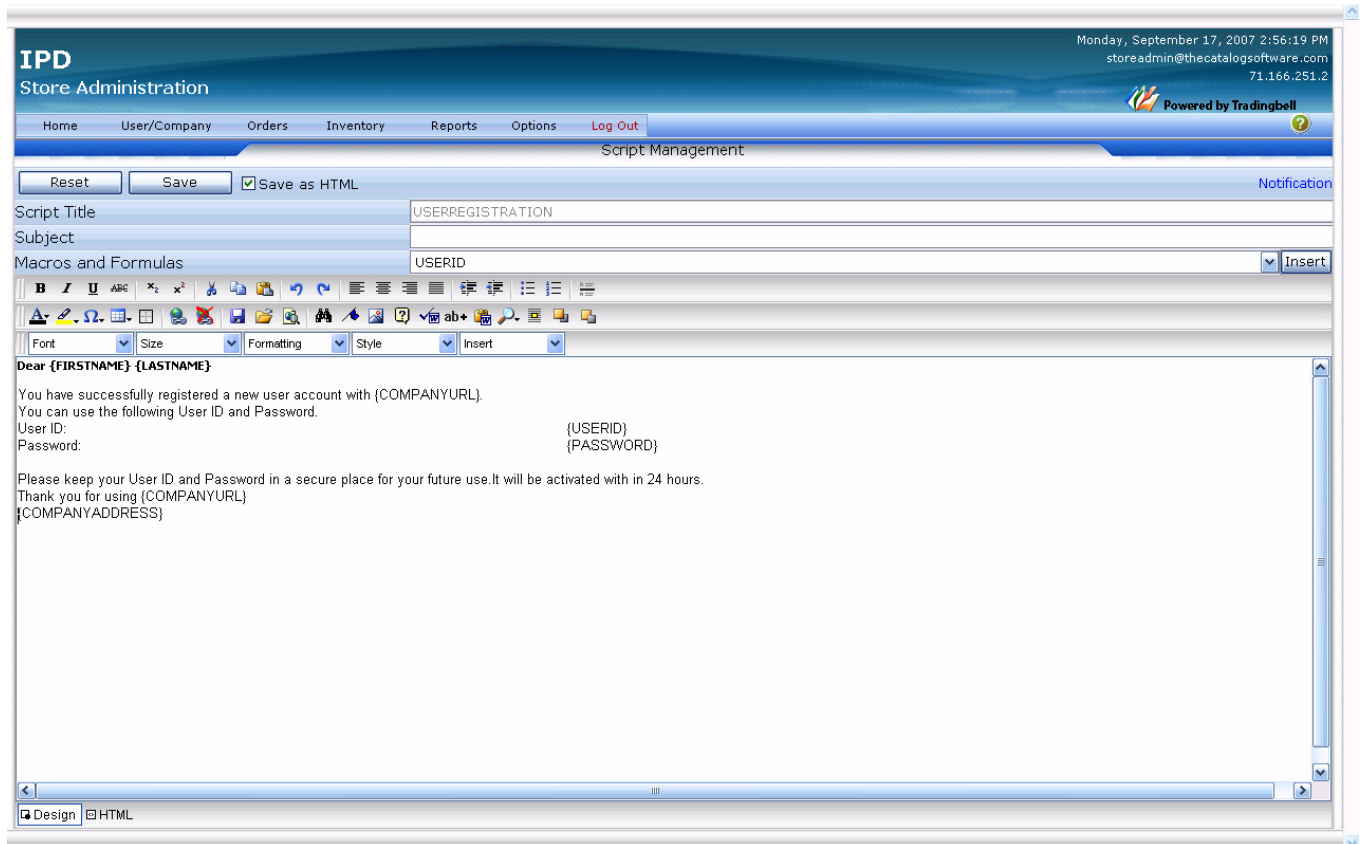 Monday, September 17, 2007 2:56:19 PM
IPD
storeadmin@thecatalogsoftware.com
71.166.251.2
Store Administration
Powered by Tradingbell
Home User/Company Orders Inventory Reports Options Log Out
Script Management
Reset Save Save as HTML Notification
Script Title USERREGISTRATION
Subject
Macros and Formulas USERID Insert
B I U ABC x₂ x²
A Ω ab+
Font Size Formatting Style Insert
Dear {FIRSTNAME} {LASTNAME}
You have successfully registered a new user account with {COMPANYURL}.
You can use the following User ID and Password.
User ID: {USERID}
Password: {PASSWORD}
Please keep your User ID and Password in a secure place for your future use.It will be activated with in 24 hours.
Thank you for using {COMPANYURL}
{COMPANYADDRESS}
Design HTML